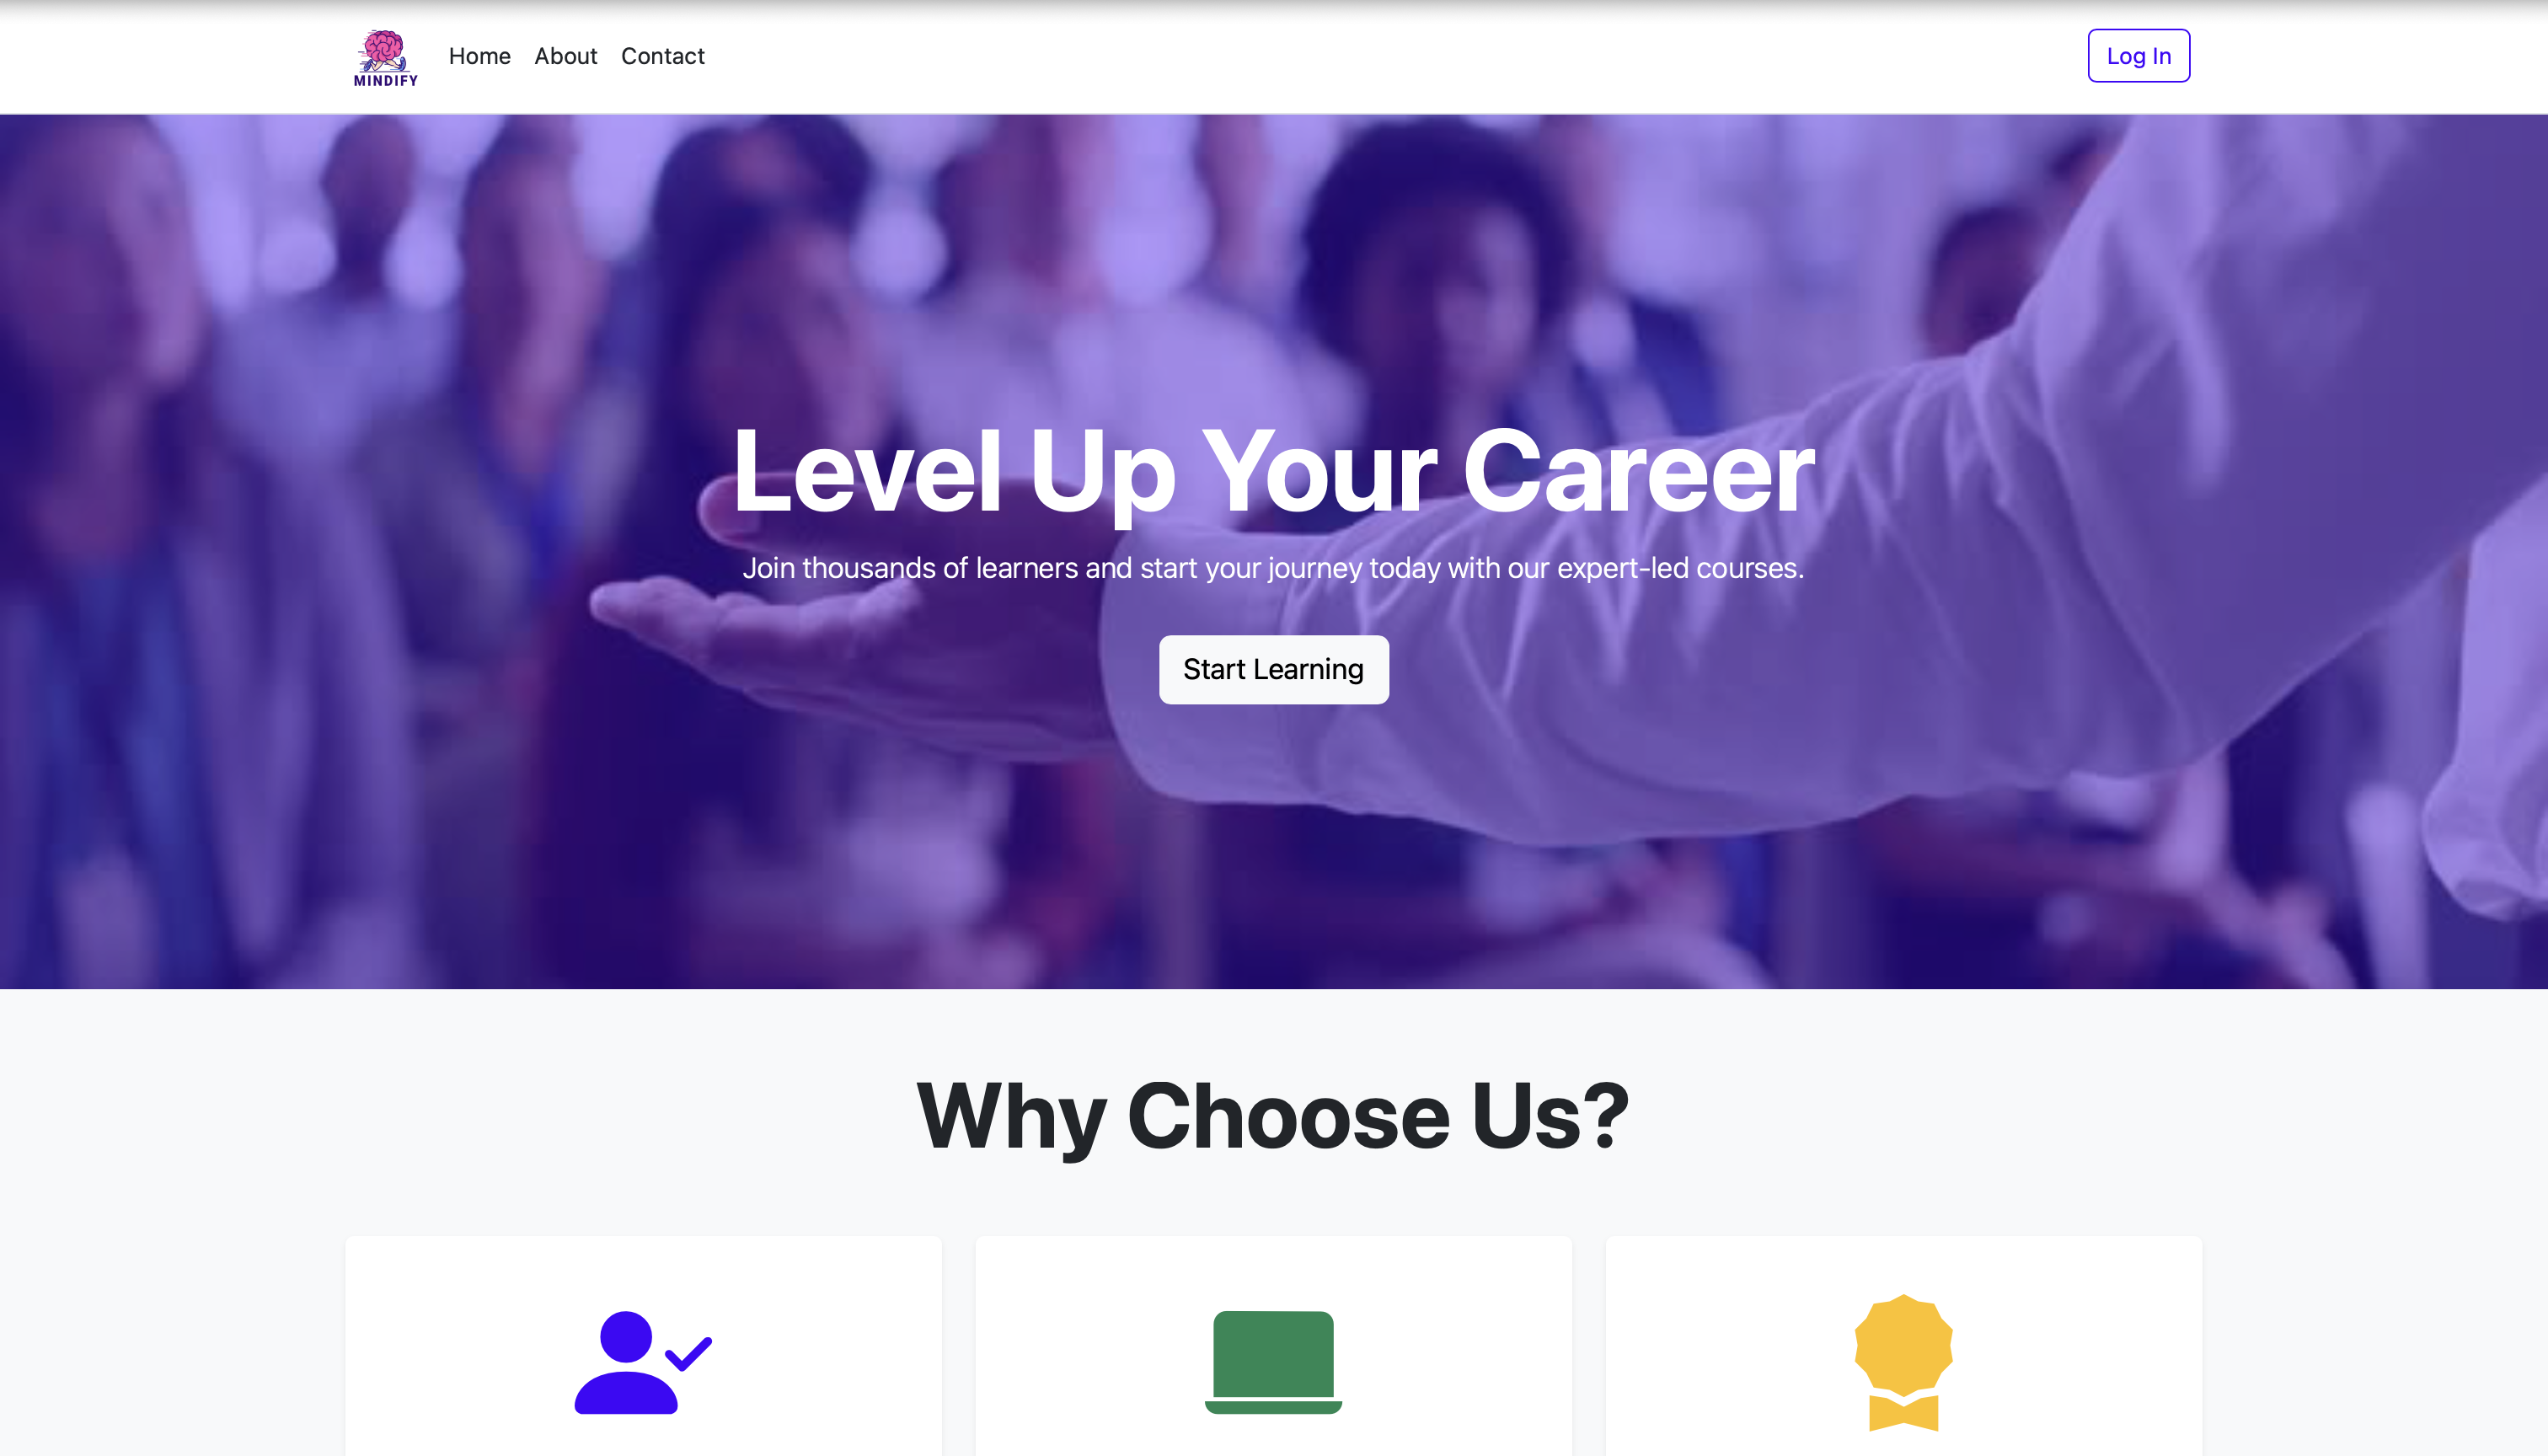 MINDIFY
Home About Contact
Log In
Level Up Your Career
Join thousands of learners and start your journey today with our expert-led courses.
Start Learning
Why Choose Us?